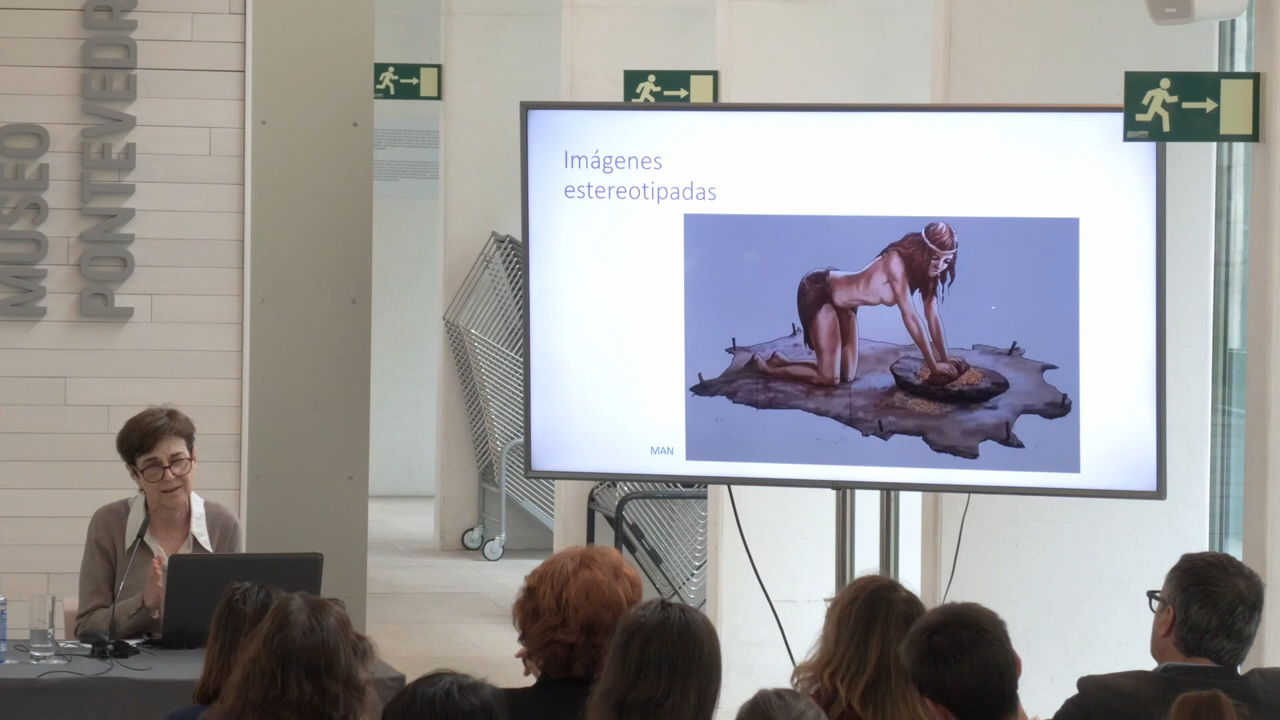 MUSEO
PONTEVEDR
Imágenes
estereotipadas
MAN